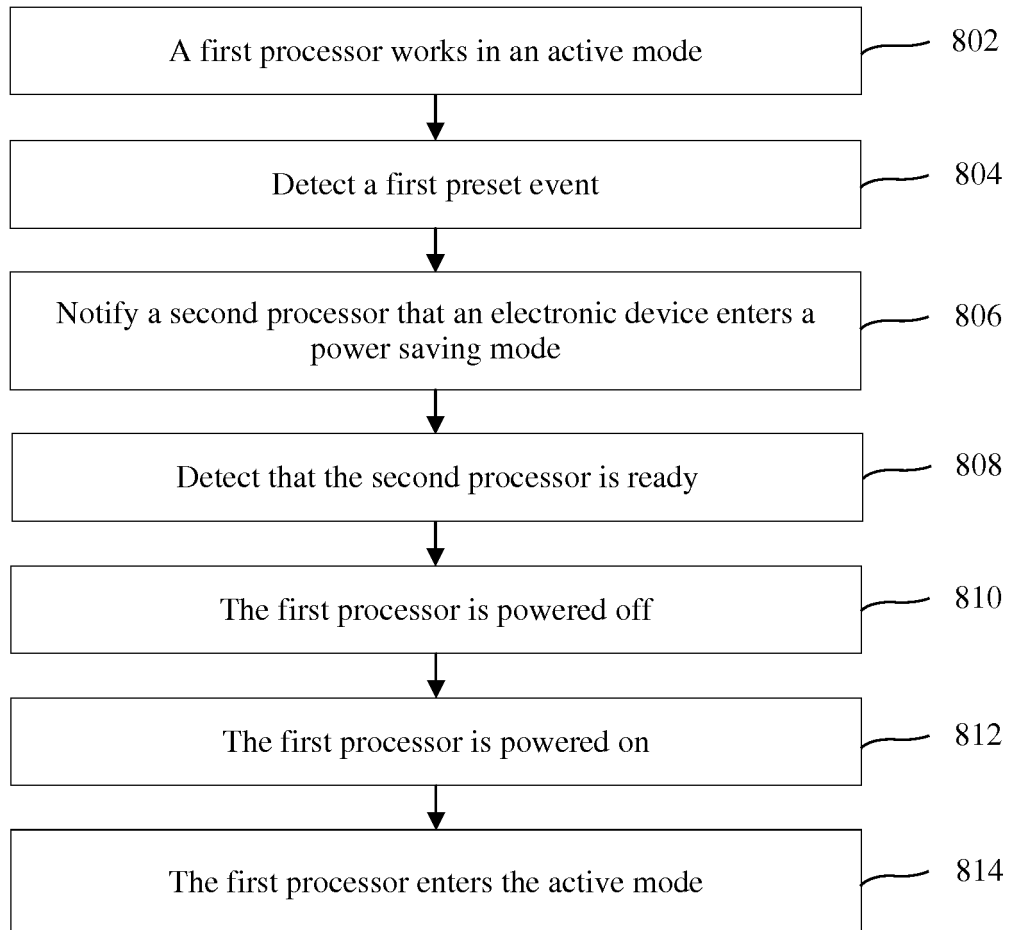 A first processor works in an active mode
802
Detect a first preset event
804
Notify a second processor that an electronic device enters a
power saving mode
806
Detect that the second processor is ready
808
The first processor is powered off
810
The first processor is powered on
812
The first processor enters the active mode
814